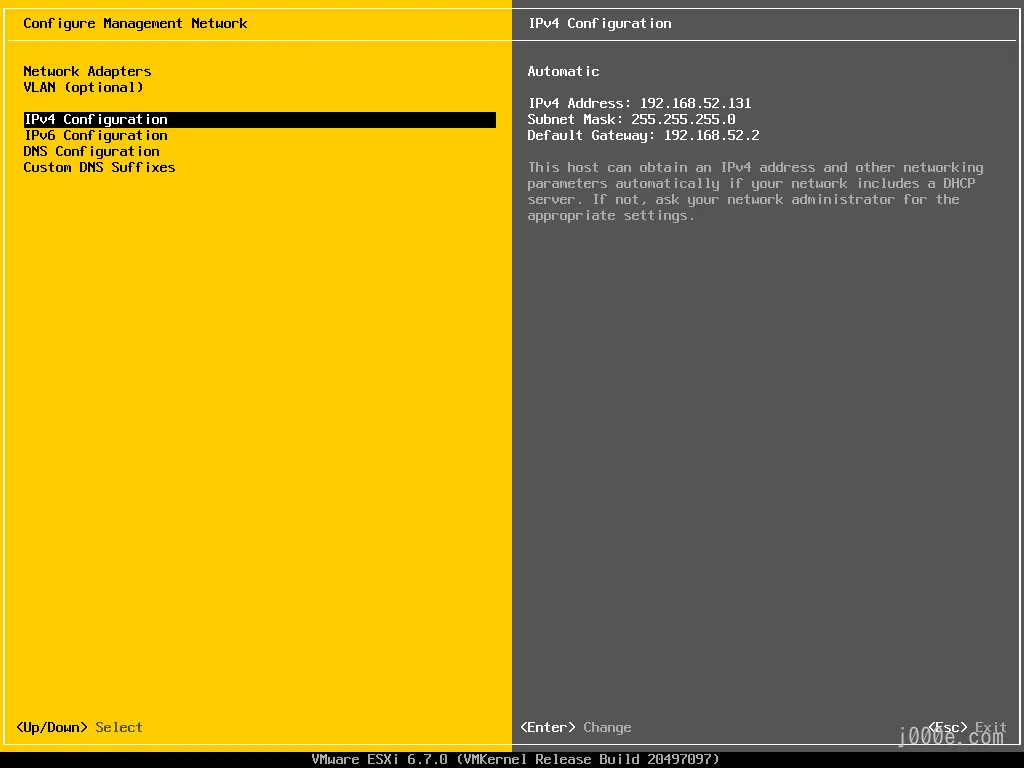 Configure Management Network
Network Adapters
VLAN (optional)
IPv4 Configuration
IPv6 Configuration
DNS Configuration
Custom DNS Suffixes
<Up/Down> Select
IPv4 Configuration
Automatic
IPv4 Address: 192.168.52.131
Subnet Mask: 255.255.255.0
Default Gateway: 192.168.52.2
This host can obtain an IPv4 address and other networking
parameters automatically if your network includes a DHCP
server. If not, ask your network administrator for the
appropriate settings.
<Enter> Change
<Esc> Exit
j000e.com
VMware ESXi 6.7.0 (VMKernel Release Build 20497097)